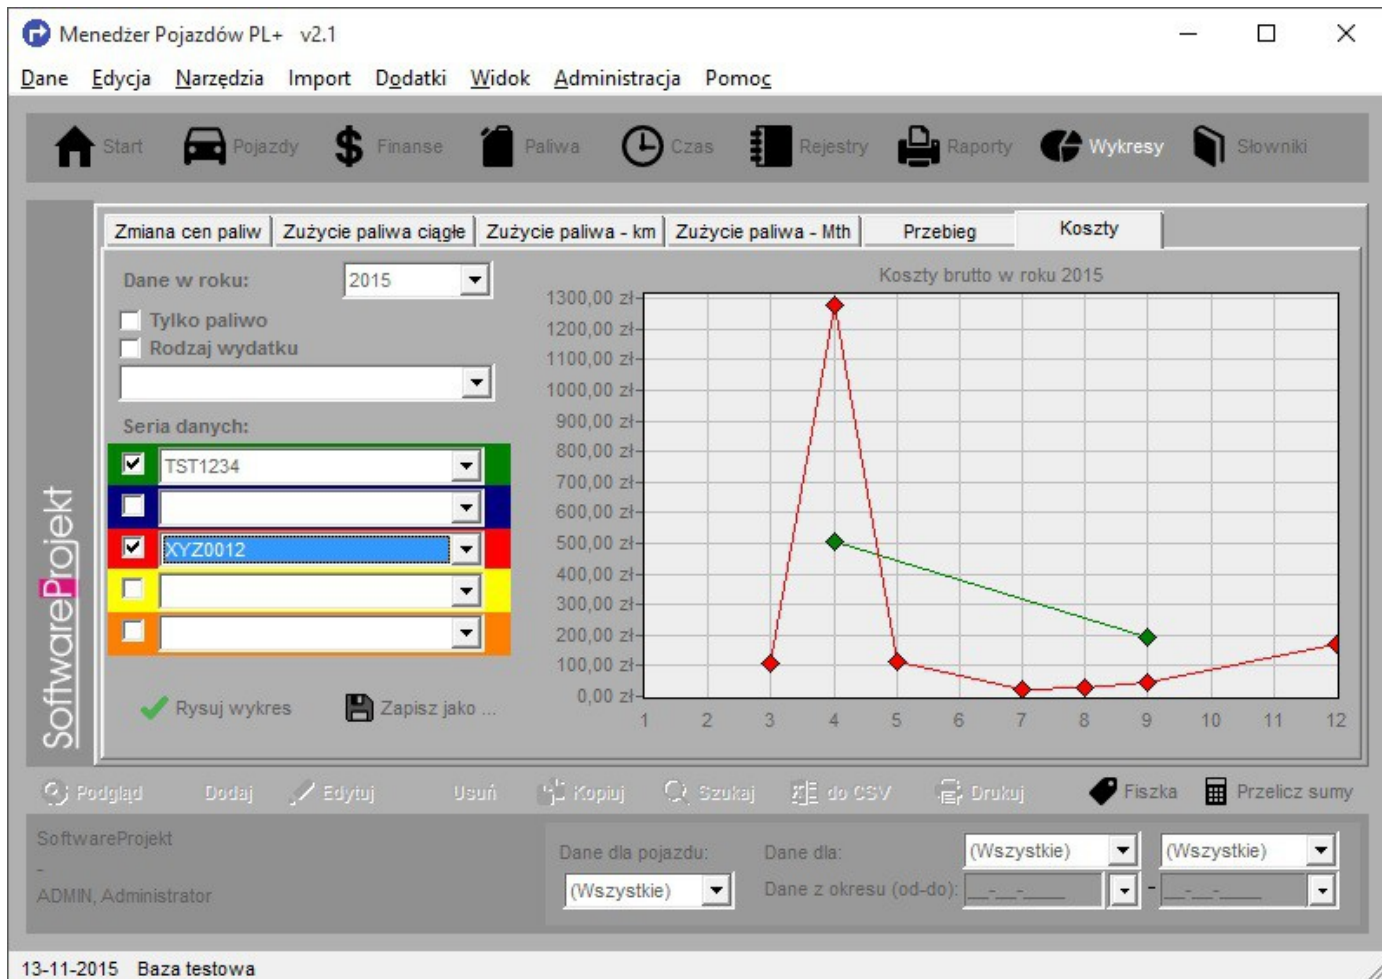 Menedżer Pojazdów PL+ v2.1
Dane Edycja Narzędzia Import Dodatki Widok Administracja Pomoc
Start Pojazdy Finanse Paliwa Czas Rejestry Raporty Wykresy Słowniki
Zmiana cen paliw Zużycie paliwa ciągłe Zużycie paliwa - km Zużycie paliwa - Mth Przebieg Koszty
Dane w roku: 2015
Tylko paliwo
Rodzaj wydatku
Seria danych:
TST1234
XYZ0012
Rysuj wykres Zapisz jako ...
Koszty brutto w roku 2015
1300,00 zł
1200,00 zł
1100,00 zł
1000,00 zł
900,00 zł
800,00 zł
700,00 zł
600,00 zł
500,00 zł
400,00 zł
300,00 zł
200,00 zł
100,00 zł
0,00 zł
1 2 3 4 5 6 7 8 9 10 11 12
SoftwareProjekt
Podgląd Dodaj Edytuj Usuń Kopiuj Szukaj do CSV Drukuj Fiszka Przelicz sumy
SoftwareProjekt
-
ADMIN, Administrator
Dane dla pojazdu: Dane dla: (Wszystkie) (Wszystkie)
(Wszystkie) Dane z okresu (od-do): __-__-____ - __-__-____
13-11-2015 Baza testowa